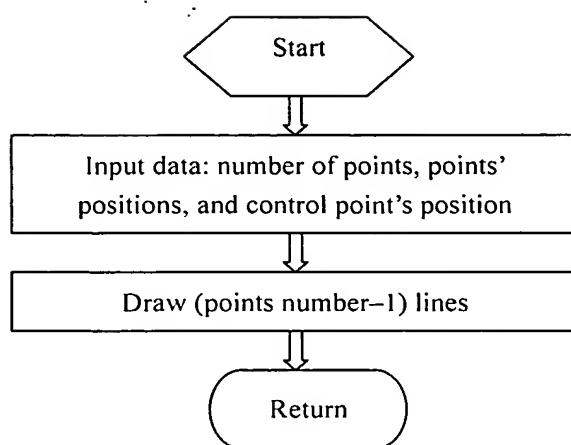 Start
Input data: number of points, points'
positions, and control point's position
Draw (points number–1) lines
Return